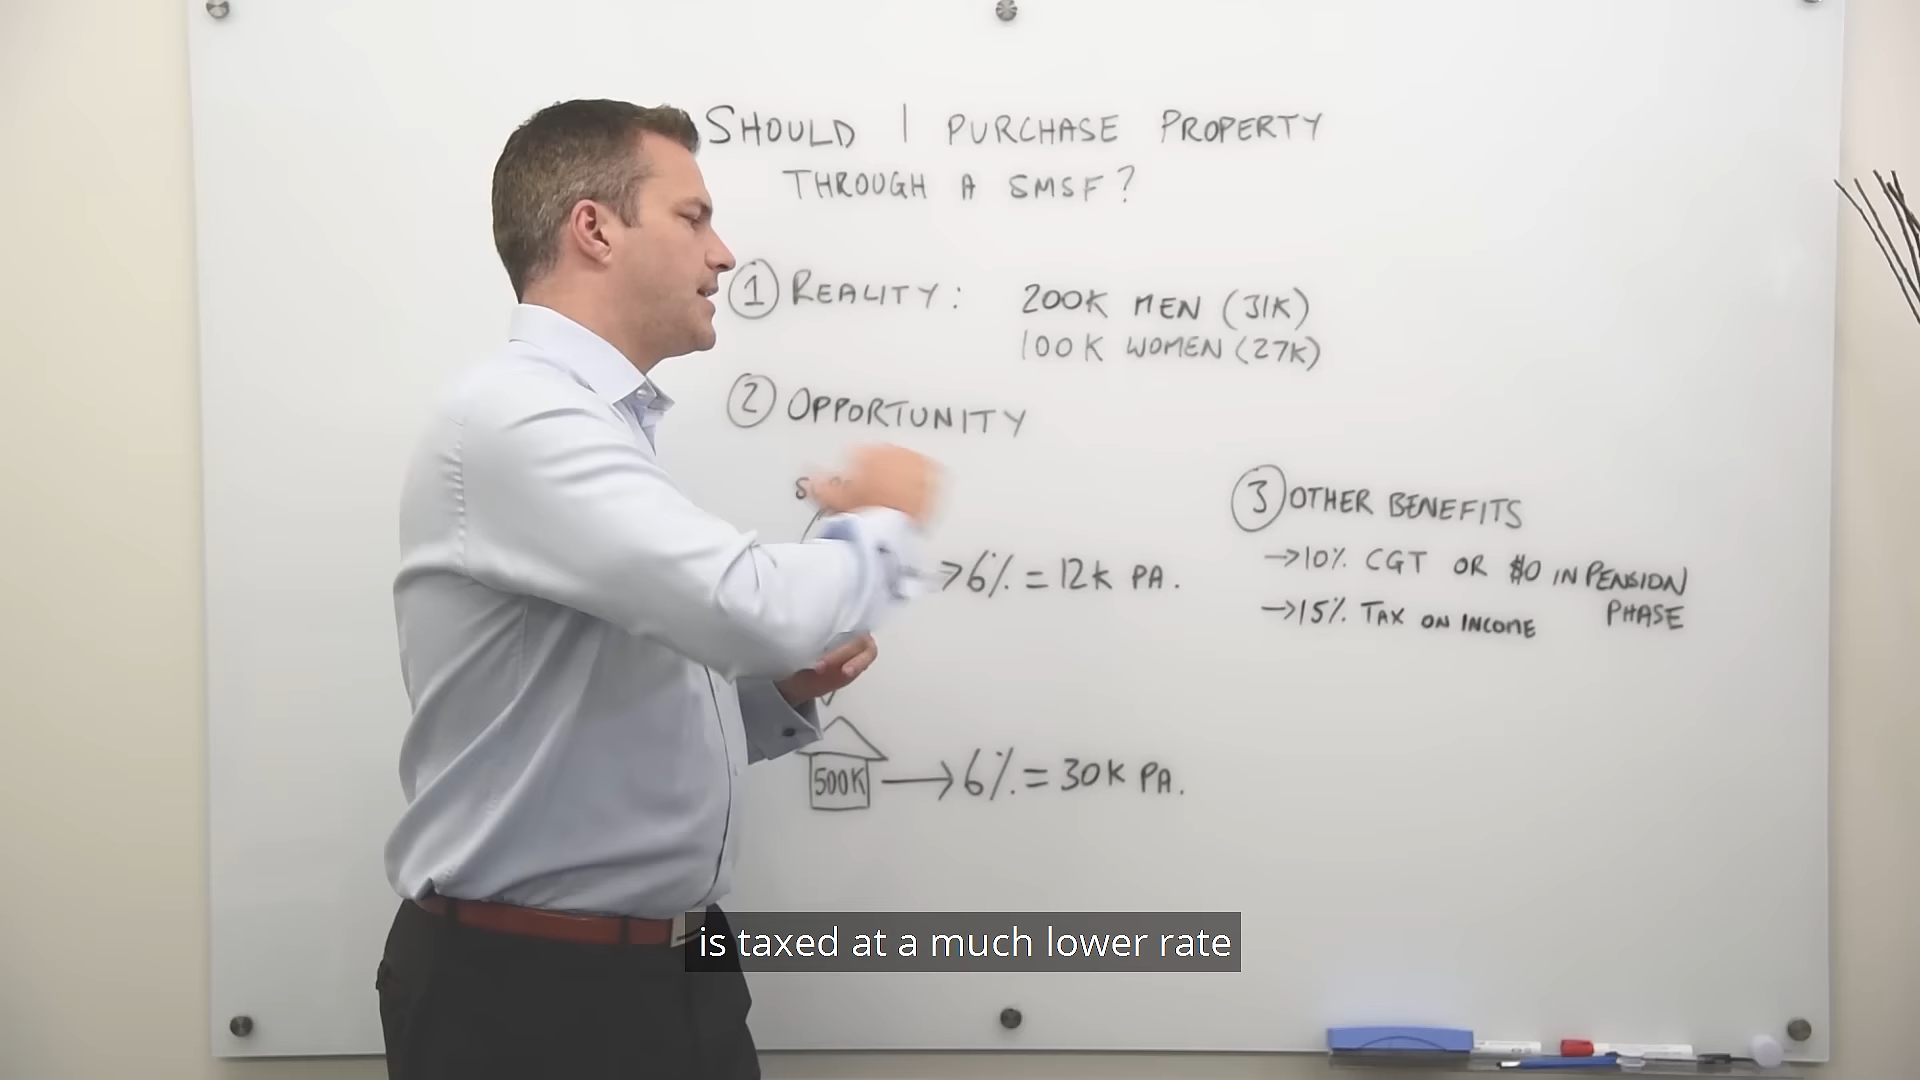 SHOULD I PURCHASE PROPERTY
THROUGH A SMSF?
① REALITY: 200K MEN (31K)
100K WOMEN (27K)
② OPPORTUNITY
→ 6% = 12K PA.
500K → 6% = 30K PA.
③ OTHER BENEFITS
→ 10% CGT OR $0 IN PENSION
PHASE
→ 15% TAX ON INCOME
is taxed at a much lower rate